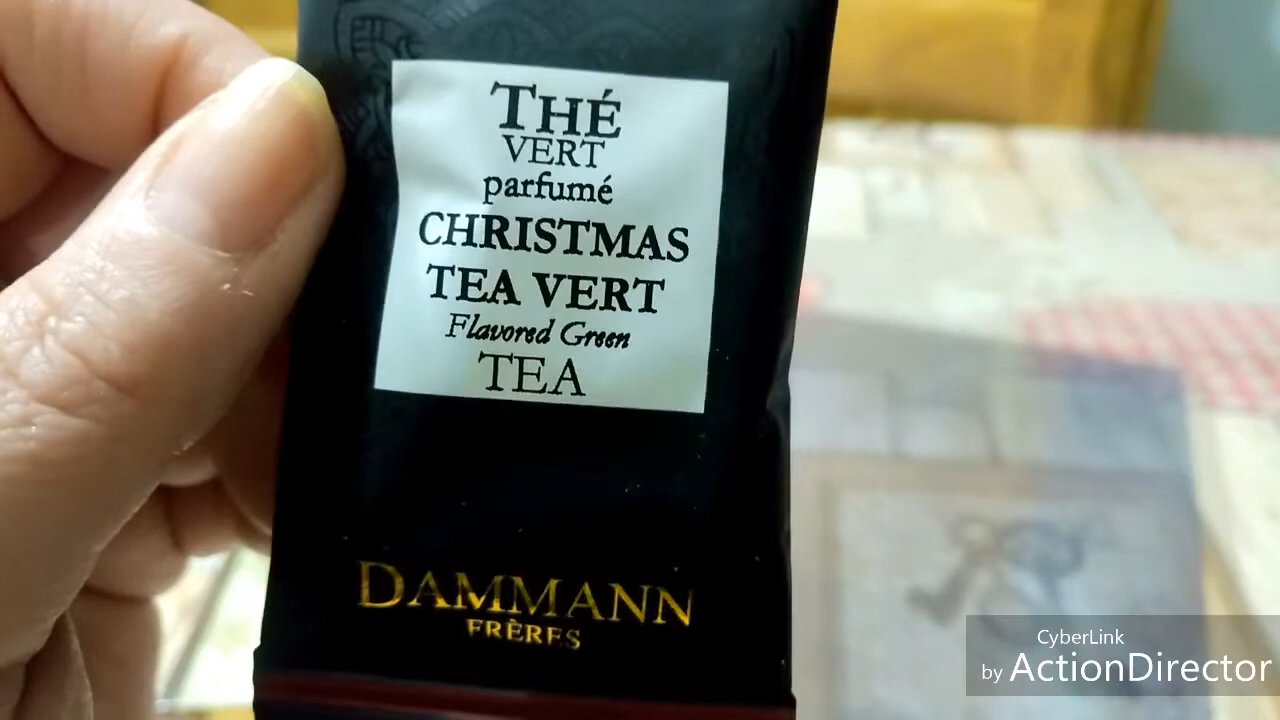 THÉ
VERT
parfumé
CHRISTMAS
TEA VERT
Flavored Green
TEA
DAMMANN
FRÈRES
CyberLink
by ActionDirector